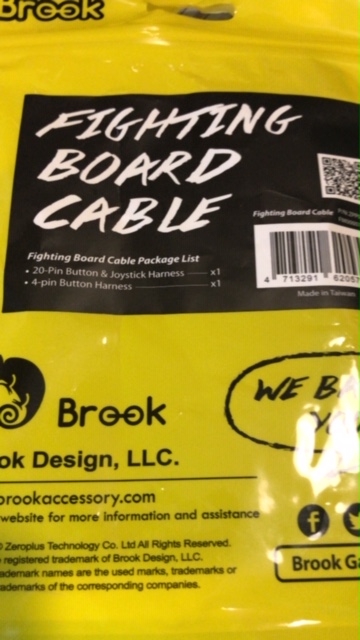 Brook
FIGHTING
BOARD
CABLE
Fighting Board Cable Package List
• 20-Pin Button & Joystick Harness x1
• 4-pin Button Harness x1
Fighting Board Cable
4 713291
Made in Taiwan
Brook
WE
ok Design, LLC.
brookaccessory.com
website for more information and assistance
© Zeroplus Technology Co. Ltd All Rights Reserved.
registered trademark of Brook Design, LLC.
ademark names are the used marks, trademarks or
ademarks of the corresponding companies.
f
Brook Ga